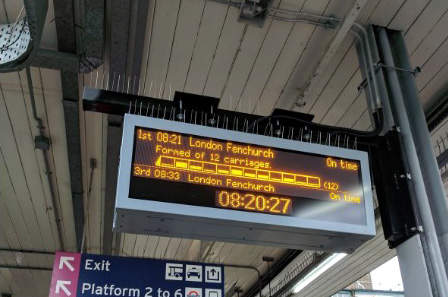 1st 08:21 London Fenchurch On time
Formed of 12 carriages.
(12)
3rd 08:33 London Fenchurch On time
08:20:27
Exit
Platform 2 to 6